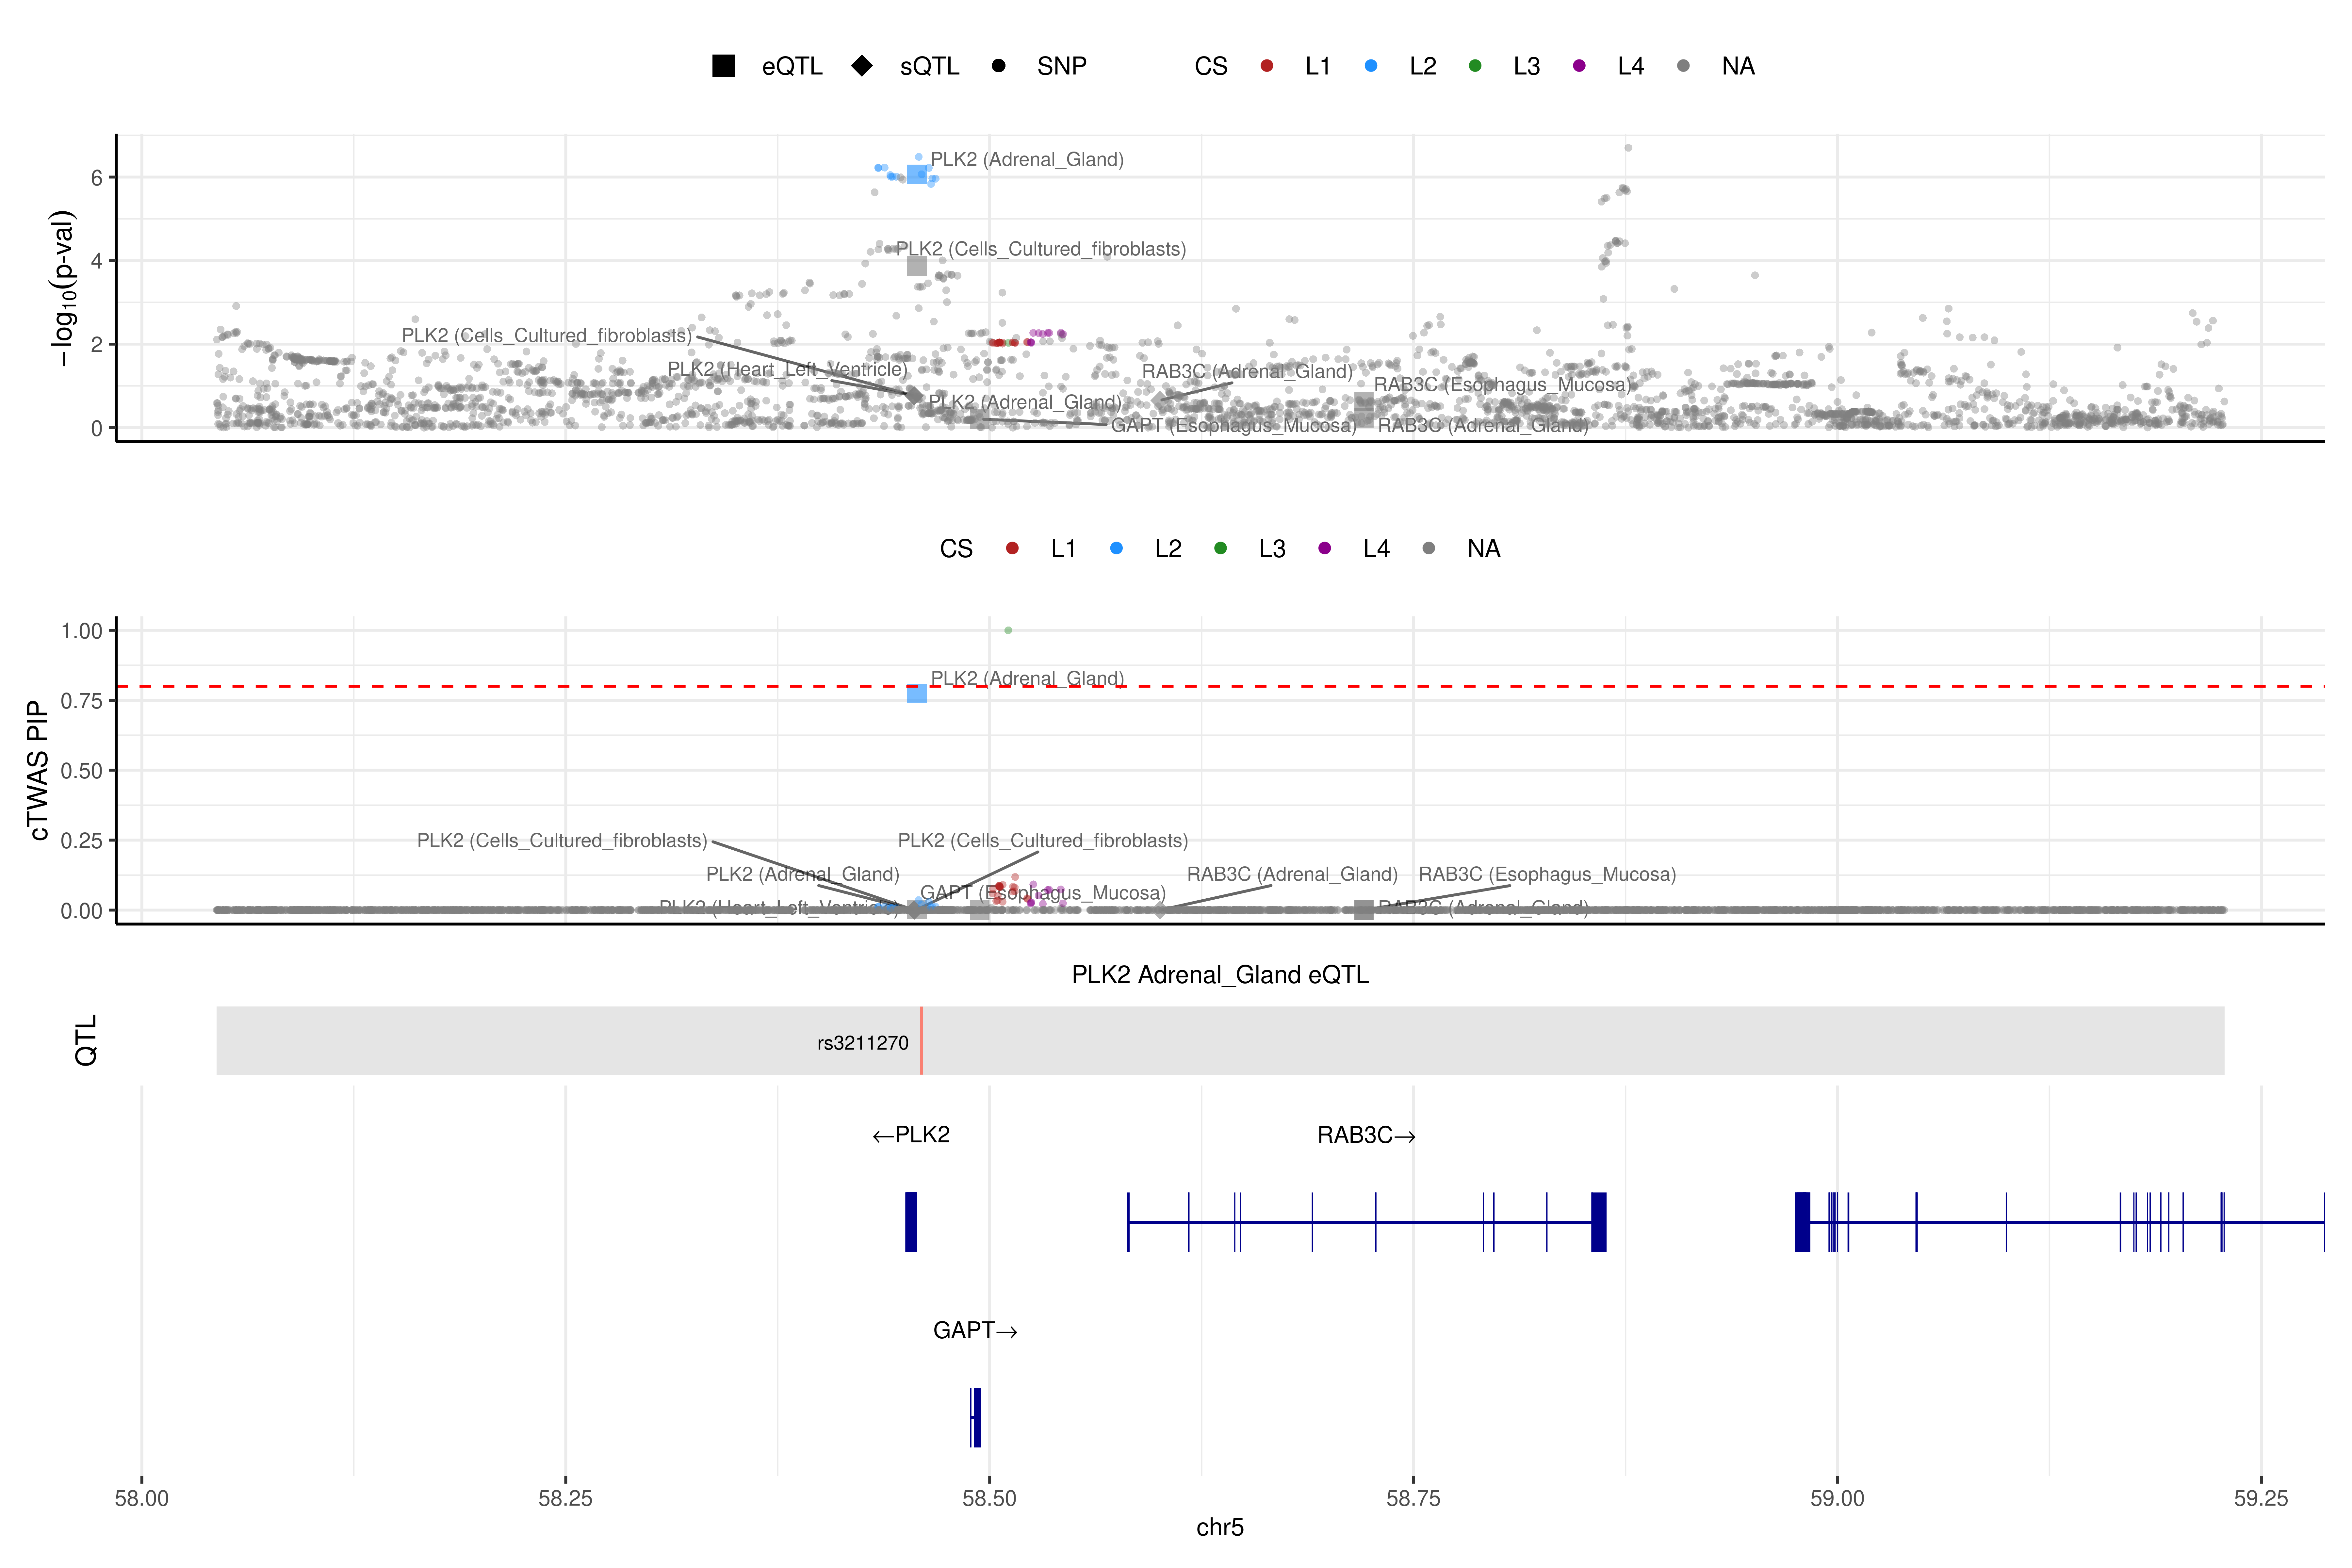 eQTL sQTL SNP CS L1 L2 L3 L4 NA
−log10(p-val)
6
4
2
0
PLK2 (Adrenal_Gland)
PLK2 (Cells_Cultured_fibroblasts)
PLK2 (Cells_Cultured_fibroblasts)
PLK2 (Heart_Left_Ventricle)
RAB3C (Adrenal_Gland)
RAB3C (Esophagus_Mucosa)
PLK2 (Adrenal_Gland)
GAPT (Esophagus_Mucosa)
RAB3C (Adrenal_Gland)
CS L1 L2 L3 L4 NA
cTWAS PIP
1.00
0.75
0.50
0.25
0.00
PLK2 (Adrenal_Gland)
PLK2 (Cells_Cultured_fibroblasts)
PLK2 (Cells_Cultured_fibroblasts)
PLK2 (Adrenal_Gland)
RAB3C (Adrenal_Gland)
RAB3C (Esophagus_Mucosa)
GAPT (Esophagus_Mucosa)
PLK2 (Heart_Left_Ventricle)
RAB3C (Adrenal_Gland)
PLK2 Adrenal_Gland eQTL
QTL
rs3211270
←PLK2
RAB3C→
GAPT→
58.00 58.25 58.50 58.75 59.00 59.25
chr5